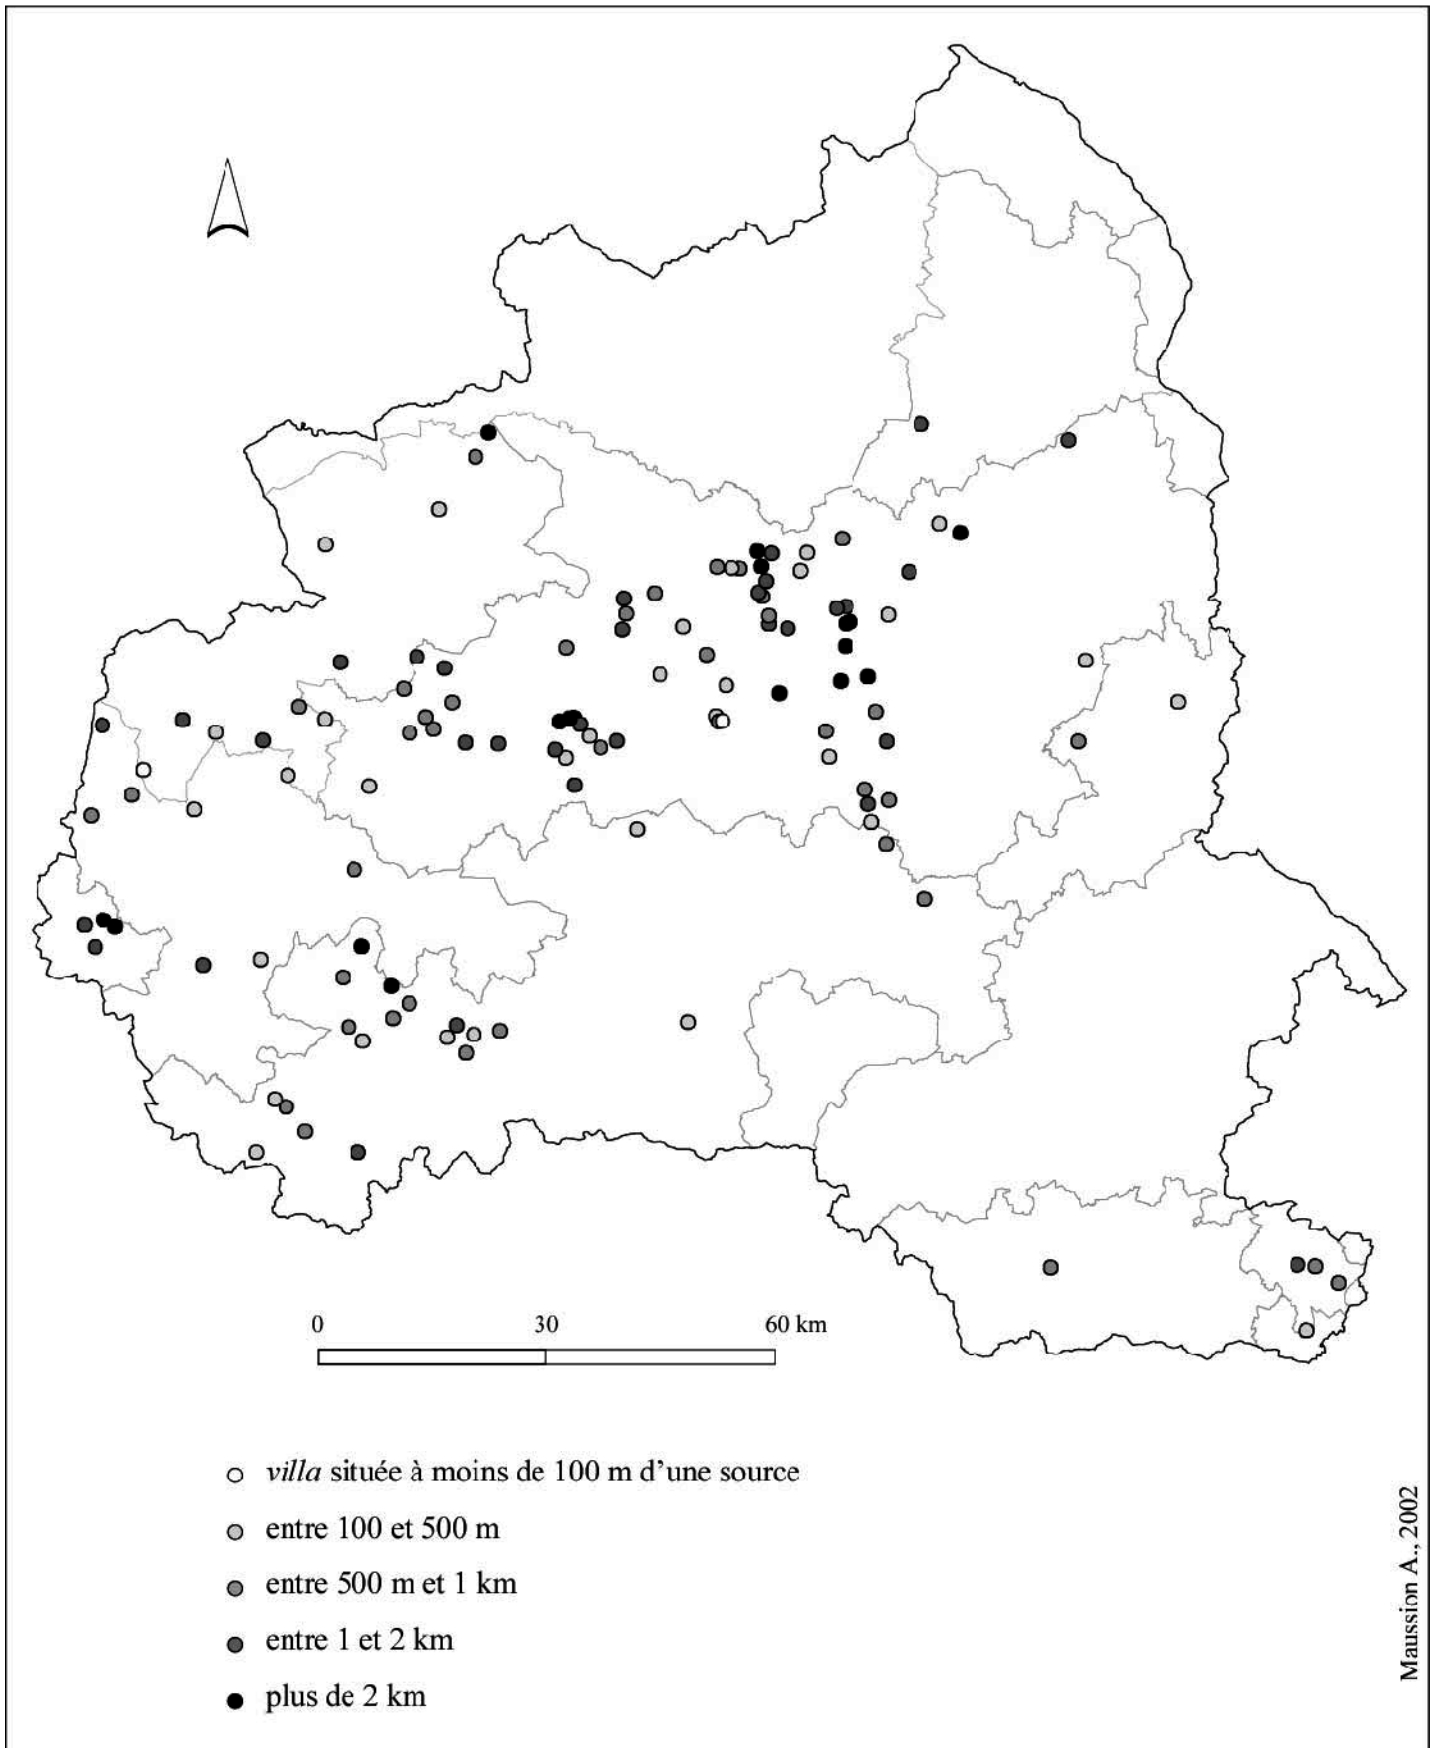 0 30 60 km
villa située à moins de 100 m d’une source
entre 100 et 500 m
entre 500 m et 1 km
entre 1 et 2 km
plus de 2 km
Maussion A., 2002